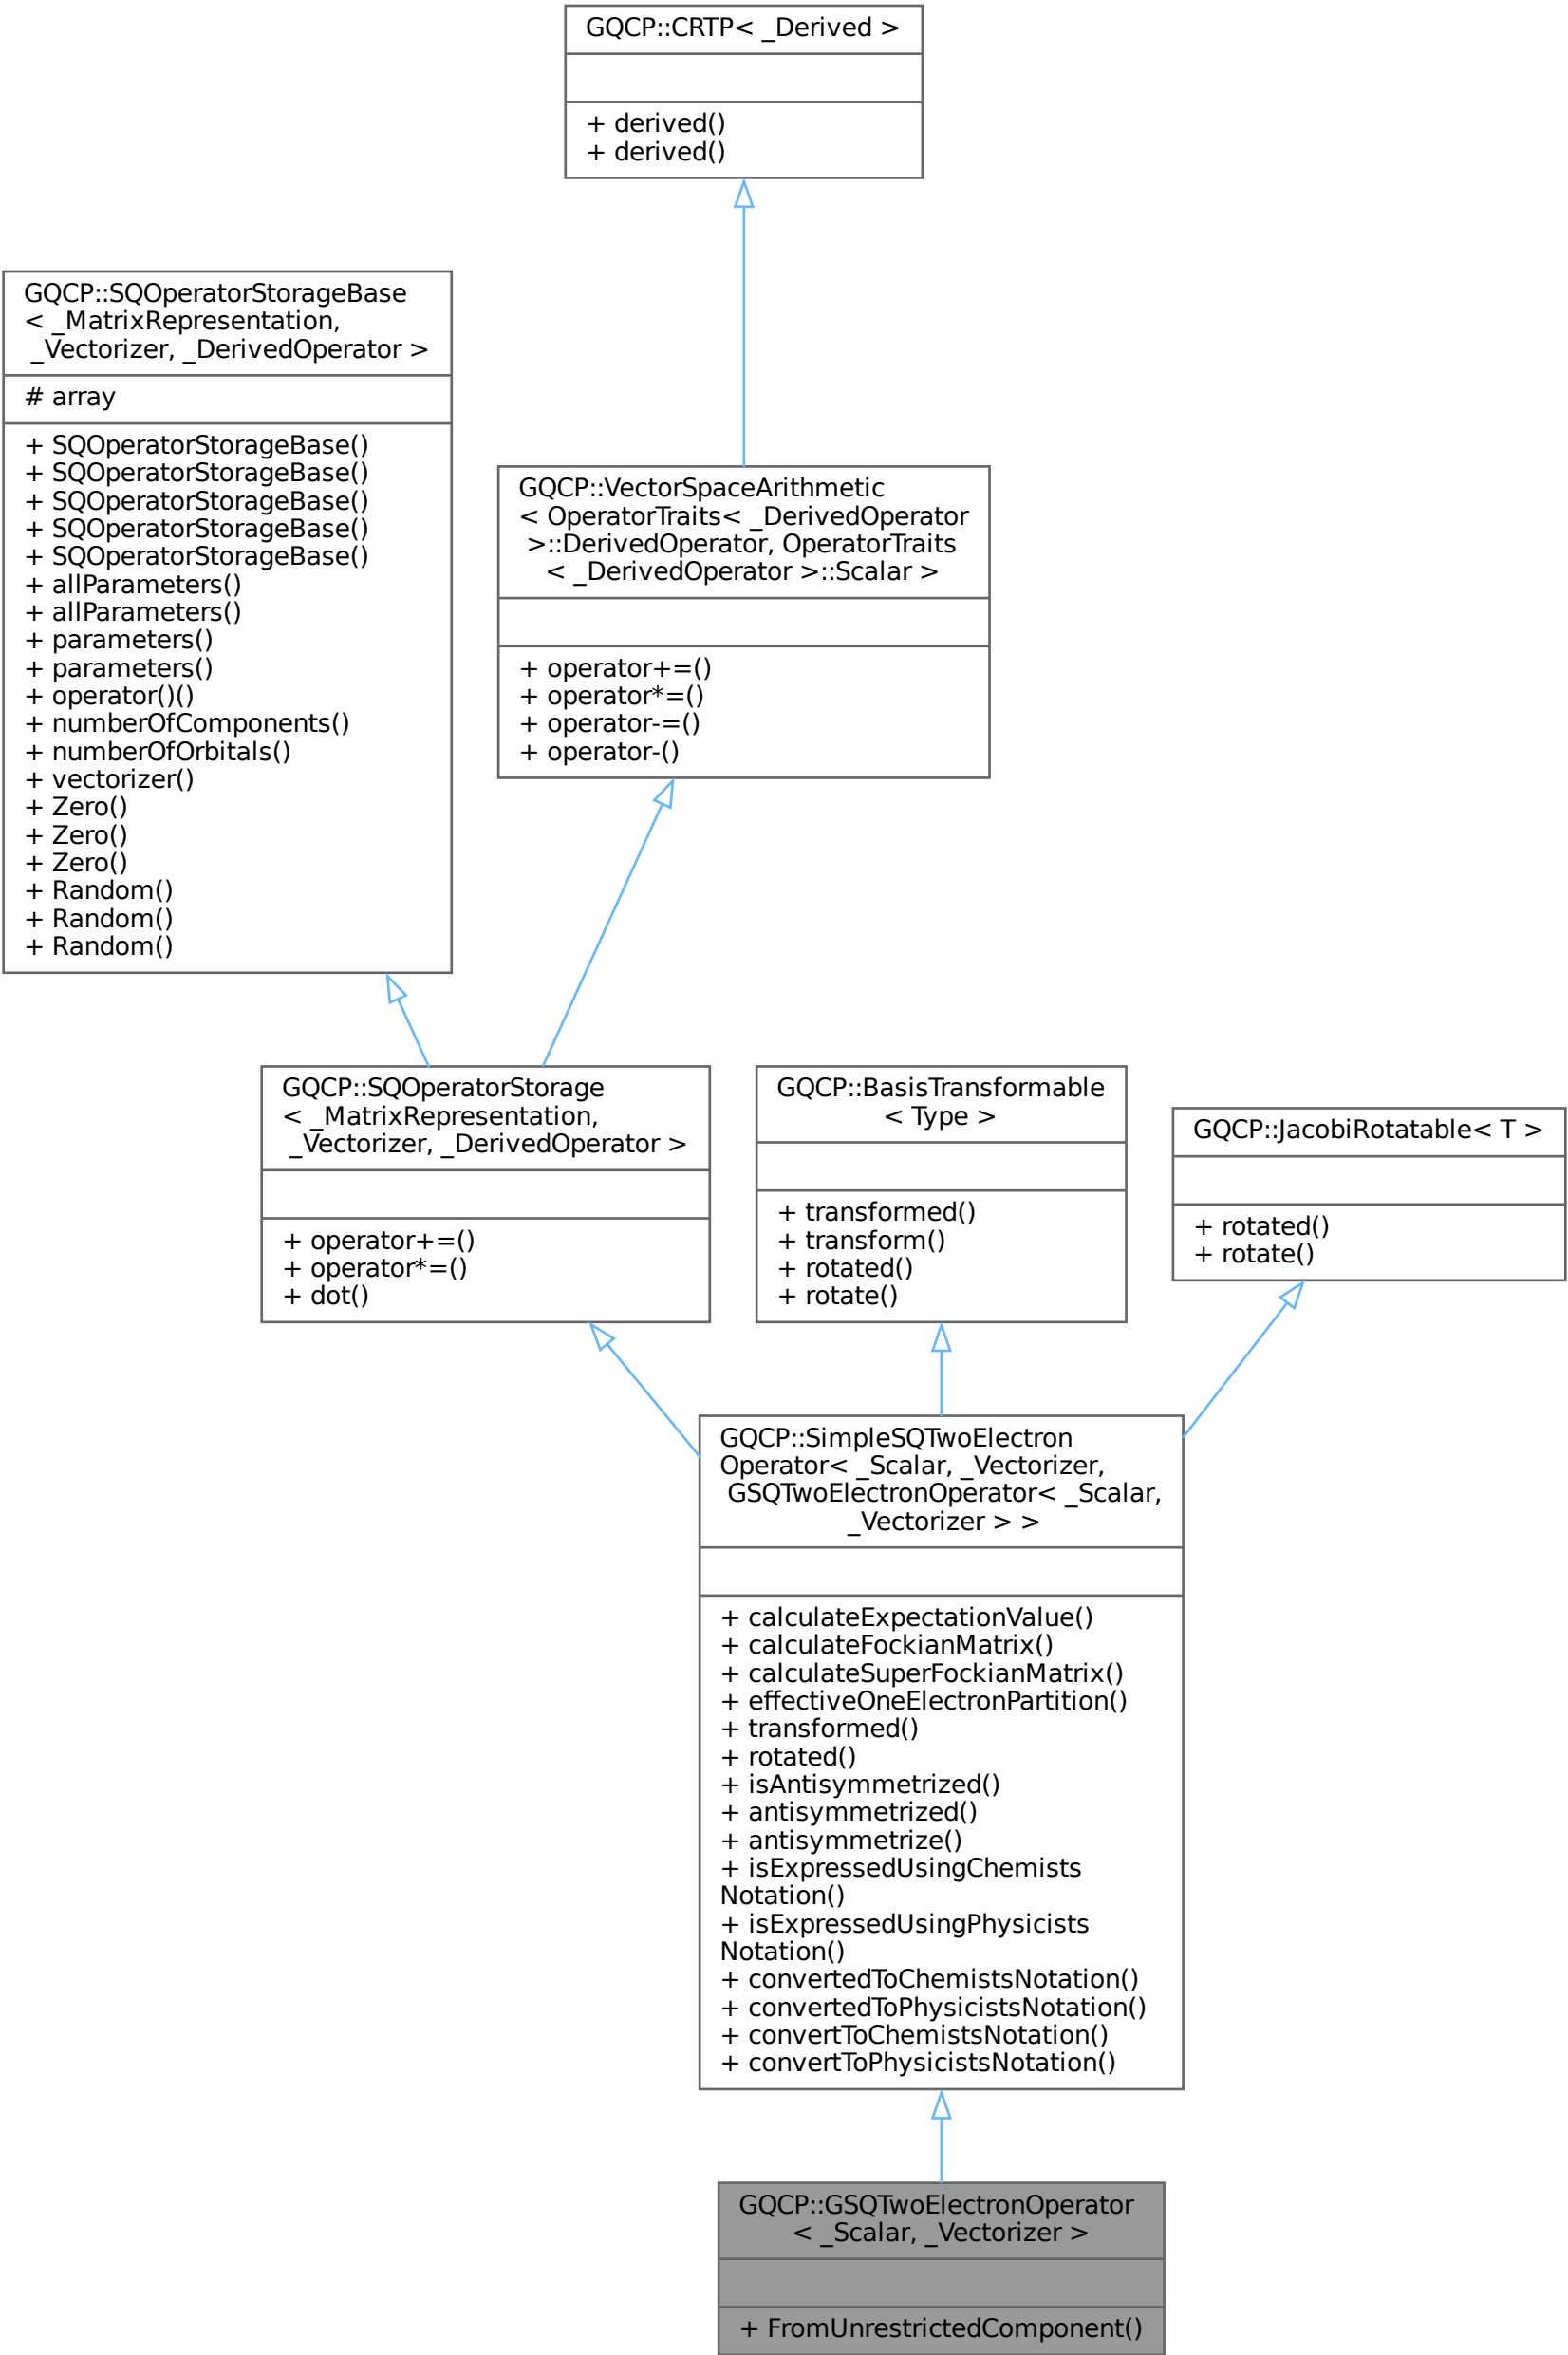 GQCP::CRTP< _Derived >
+ derived()
+ derived()
GQCP::SQOperatorStorageBase
< _MatrixRepresentation,
_Vectorizer, _DerivedOperator >
# array
+ SQOperatorStorageBase()
+ SQOperatorStorageBase()
+ SQOperatorStorageBase()
+ SQOperatorStorageBase()
+ SQOperatorStorageBase()
+ allParameters()
+ allParameters()
+ parameters()
+ parameters()
+ operator()()
+ numberOfComponents()
+ numberOfOrbitals()
+ vectorizer()
+ Zero()
+ Zero()
+ Zero()
+ Random()
+ Random()
+ Random()
GQCP::VectorSpaceArithmetic
< OperatorTraits< _DerivedOperator
>::DerivedOperator, OperatorTraits
< _DerivedOperator >::Scalar >
+ operator+=()
+ operator*=()
+ operator-=()
+ operator-()
GQCP::SQOperatorStorage
< _MatrixRepresentation,
_Vectorizer, _DerivedOperator >
+ operator+=()
+ operator*=()
+ dot()
GQCP::BasisTransformable
< Type >
+ transformed()
+ transform()
+ rotated()
+ rotate()
GQCP::JacobiRotatable< T >
+ rotated()
+ rotate()
GQCP::SimpleSQTwoElectron
Operator< _Scalar, _Vectorizer,
GSQTwoElectronOperator< _Scalar,
_Vectorizer > >
+ calculateExpectationValue()
+ calculateFockianMatrix()
+ calculateSuperFockianMatrix()
+ effectiveOneElectronPartition()
+ transformed()
+ rotated()
+ isAntisymmetrized()
+ antisymmetrized()
+ antisymmetrize()
+ isExpressedUsingChemists
Notation()
+ isExpressedUsingPhysicists
Notation()
+ convertedToChemistsNotation()
+ convertedToPhysicistsNotation()
+ convertToChemistsNotation()
+ convertToPhysicistsNotation()
GQCP::GSQTwoElectronOperator
< _Scalar, _Vectorizer >
+ FromUnrestrictedComponent()